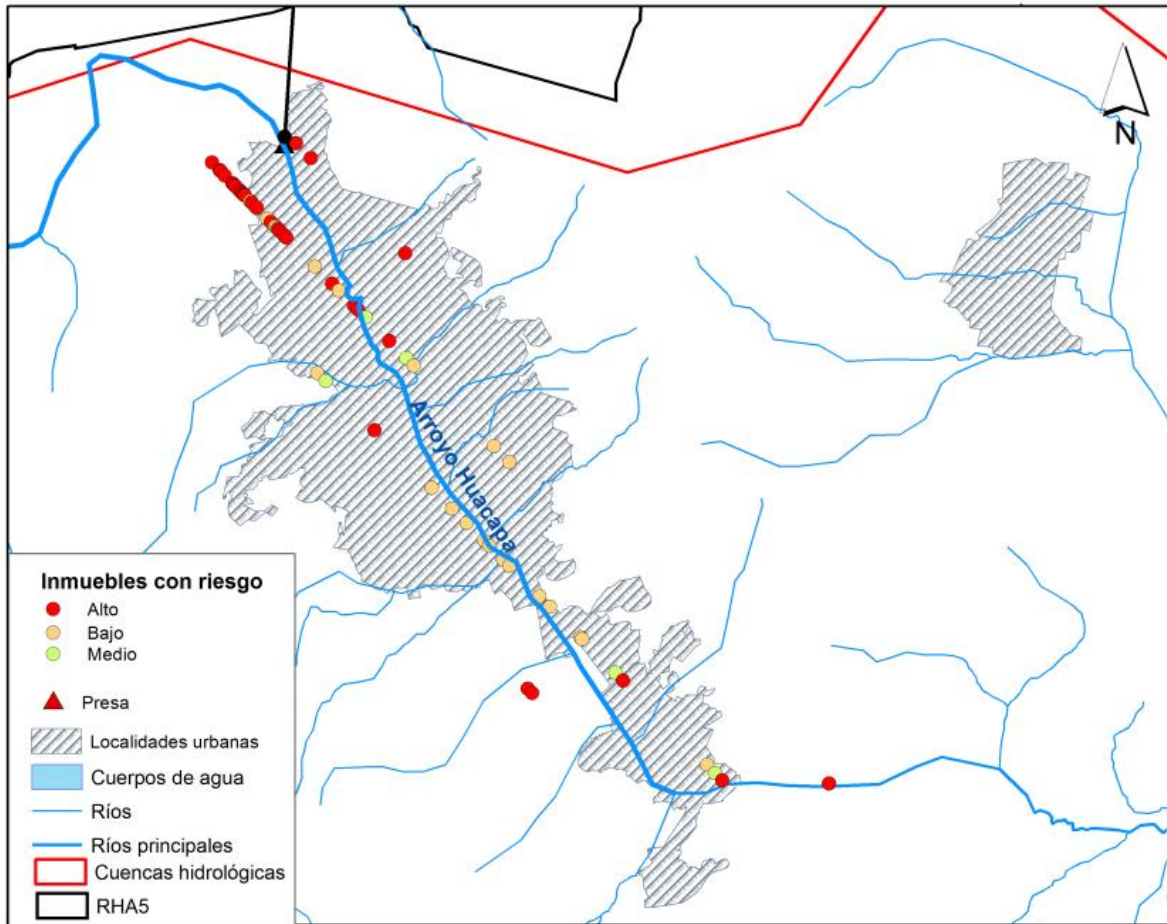 N
Arroyo Huacapa
Inmuebles con riesgo
Alto
Bajo
Medio
Presa
Localidades urbanas
Cuerpos de agua
Ríos
Ríos principales
Cuencas hidrológicas
RHA5